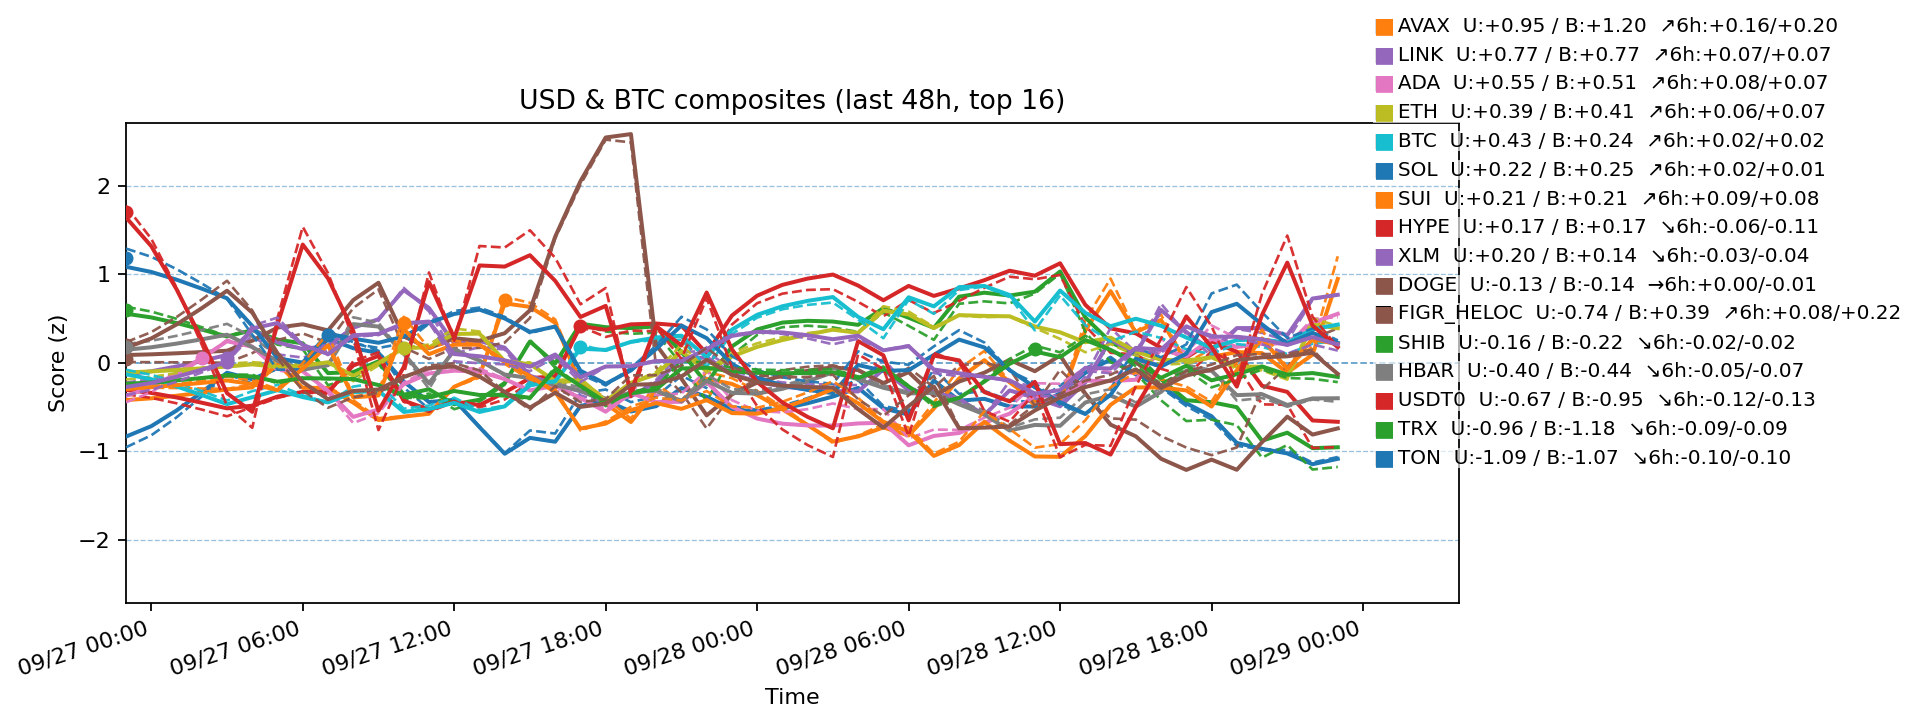 AVAX  U:+0.95 / B:+1.20  ↗6h:+0.16/+0.20
LINK  U:+0.77 / B:+0.77  ↗6h:+0.07/+0.07
ADA  U:+0.55 / B:+0.51  ↗6h:+0.08/+0.07
ETH  U:+0.39 / B:+0.41  ↗6h:+0.06/+0.07
BTC  U:+0.43 / B:+0.24  ↗6h:+0.02/+0.02
SOL  U:+0.22 / B:+0.25  ↗6h:+0.02/+0.01
SUI  U:+0.21 / B:+0.21  ↗6h:+0.09/+0.08
HYPE  U:+0.17 / B:+0.17  ↘6h:-0.06/-0.11
XLM  U:+0.20 / B:+0.14  ↘6h:-0.03/-0.04
DOGE  U:-0.13 / B:-0.14  →6h:+0.00/-0.01
FIGR_HELOC  U:-0.74 / B:+0.39  ↗6h:+0.08/+0.22
SHIB  U:-0.16 / B:-0.22  ↘6h:-0.02/-0.02
HBAR  U:-0.40 / B:-0.44  ↘6h:-0.05/-0.07
USDT0  U:-0.67 / B:-0.95  ↘6h:-0.12/-0.13
TRX  U:-0.96 / B:-1.18  ↘6h:-0.09/-0.09
TON  U:-1.09 / B:-1.07  ↘6h:-0.10/-0.10
USD & BTC composites (last 48h, top 16)
Score (z)
2
1
0
−1
−2
09/27 00:00
09/27 06:00
09/27 12:00
09/27 18:00
09/28 00:00
09/28 06:00
09/28 12:00
09/28 18:00
09/29 00:00
Time